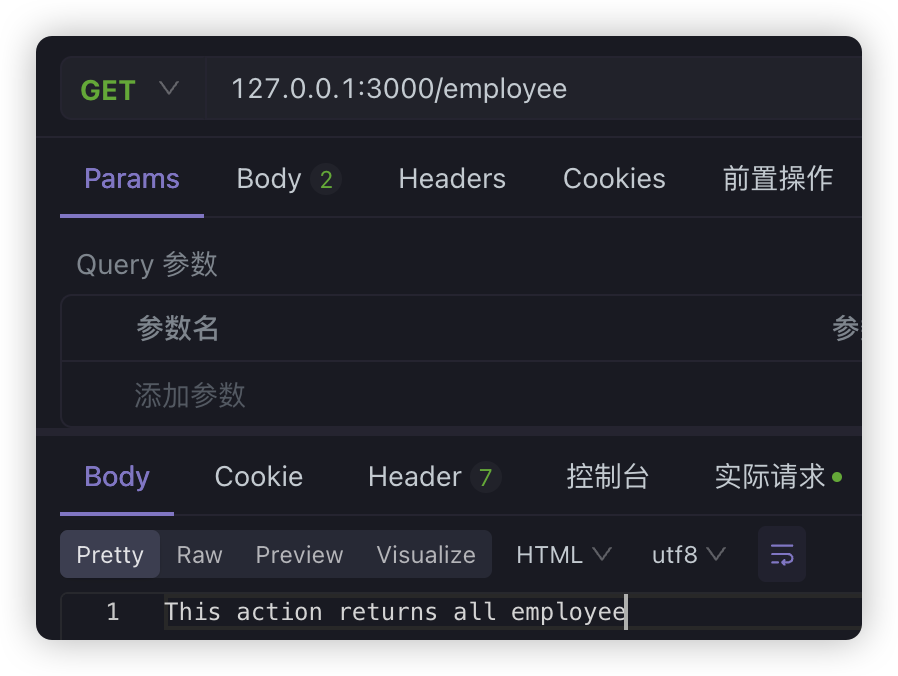 GET 127.0.0.1:3000/employee
Params Body 2 Headers Cookies 前置操作
Query 参数
参数名 参
添加参数
Body Cookie Header 7 控制台 实际请求
Pretty Raw Preview Visualize HTML utf8
1 This action returns all employee